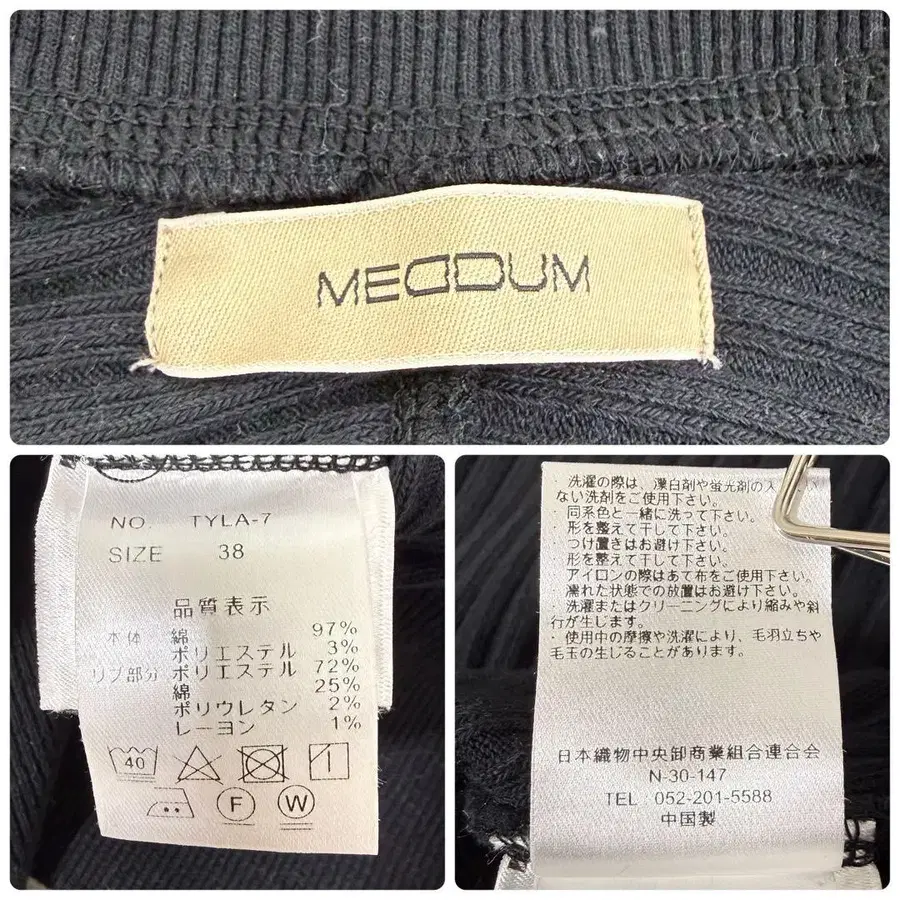 MEDDUM
NO. TYLA-7
SIZE 38
品質表示
本体 綿 97%
ポリエステル 3%
リブ部分 ポリエステル 72%
綿 25%
ポリウレタン 2%
レーヨン 1%
40
F W
・洗濯の際は、漂白剤や蛍光剤の入
ない洗剤をご使用下さい。
・同系色と一緒に洗って下さい。
・形を整えて干して下さい。
・つけ置きはお避け下さい。
形を整えて干して下さい。
・アイロンの際はあて布をご使用下さい。
濡れた状態での放置はお避け下さい。
・洗濯またはクリーニングにより縮みや斜
行が生じます。
・使用中の摩擦や洗濯により、毛羽立ちや
毛玉の生じることがあります。
日本織物中央卸商業組合連合会
N-30-147
TEL 052-201-5588
中国製